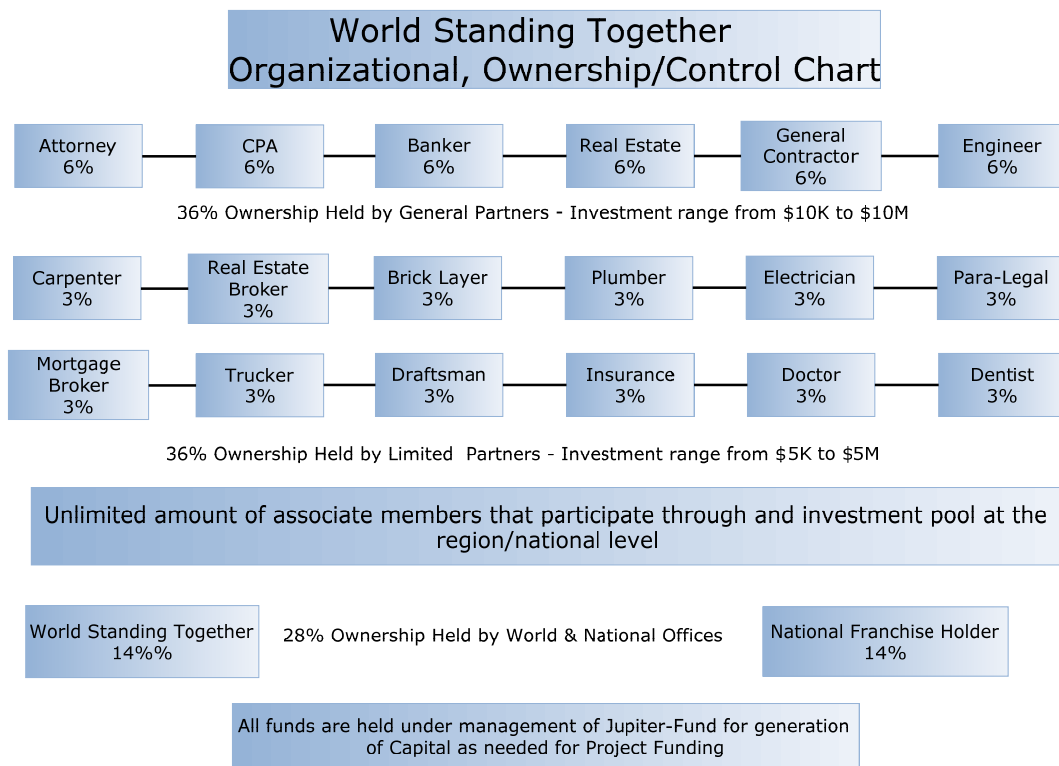 World Standing Together
Organizational, Ownership/Control Chart
Attorney
6%
CPA
6%
Banker
6%
Real Estate
6%
General
Contractor
6%
Engineer
6%
36% Ownership Held by General Partners - Investment range from $10K to $10M
Carpenter
3%
Real Estate
Broker
3%
Brick Layer
3%
Plumber
3%
Electrician
3%
Para-Legal
3%
Mortgage
Broker
3%
Trucker
3%
Draftsman
3%
Insurance
3%
Doctor
3%
Dentist
3%
36% Ownership Held by Limited  Partners - Investment range from $5K to $5M
Unlimited amount of associate members that participate through and investment pool at the
region/national level
World Standing Together
14%%
28% Ownership Held by World & National Offices
National Franchise Holder
14%
All funds are held under management of Jupiter-Fund for generation
of Capital as needed for Project Funding